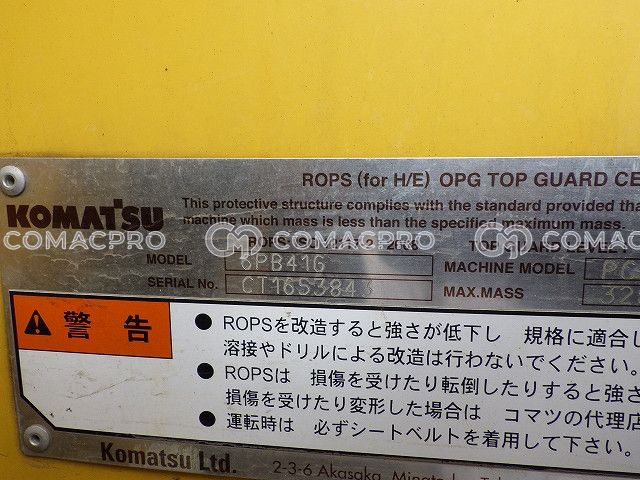 ROPS (for H/E) OPG TOP GUARD CE
KOMATSU
This protective structure complies with the standard provided tha
machine which mass is less than the specified maximum mass.
COMACPRO COMACPRO
MODEL 6PB41G MACHINE MODEL PC
SERIAL No. CT16S384 MAX.MASS 32
警告
● ROPSを改造すると強さが低下し 規格に適合し
溶接やドリルによる改造は行わないでください。
● ROPSは 損傷を受けたり転倒したりすると強さ
損傷を受けたり変形した場合は コマツの代理店
● 運転時は 必ずシートベルトを着用して下さい。
Komatsu Ltd. 2-3-6 Akasaka,